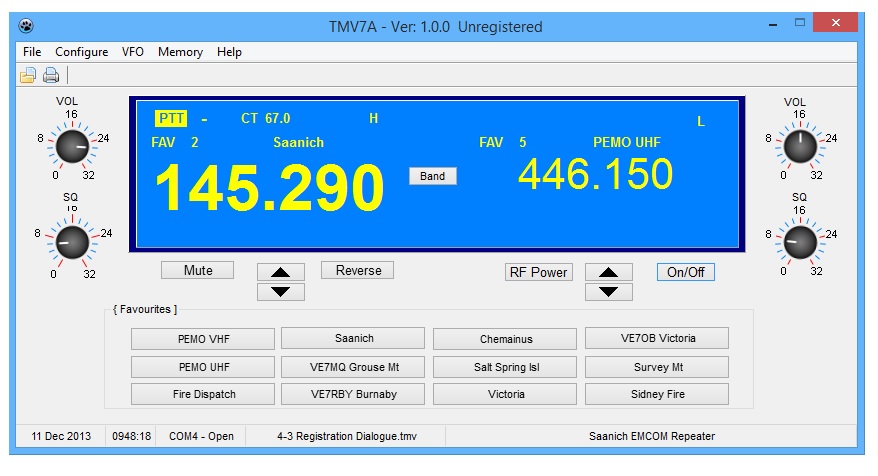 TMV7A - Ver: 1.0.0 Unregistered
File Configure VFO Memory Help
VOL
16
8 24
0 32
SQ
16
8 24
0 32
PTT - CT 67.0 H
FAV 2 Saanich
145.290
Band
L
FAV 5 PEMO UHF
446.150
VOL
16
8 24
0 32
SQ
16
8 24
0 32
Mute Reverse RF Power On/Off
{ Favourites ]
PEMO VHF Saanich Chemainus VE7OB Victoria
PEMO UHF VE7MQ Grouse Mt Salt Spring Isl Survey Mt
Fire Dispatch VE7RBY Burnaby Victoria Sidney Fire
11 Dec 2013 0948:18 COM4 - Open 4-3 Registration Dialogue.tmv Saanich EMCOM Repeater